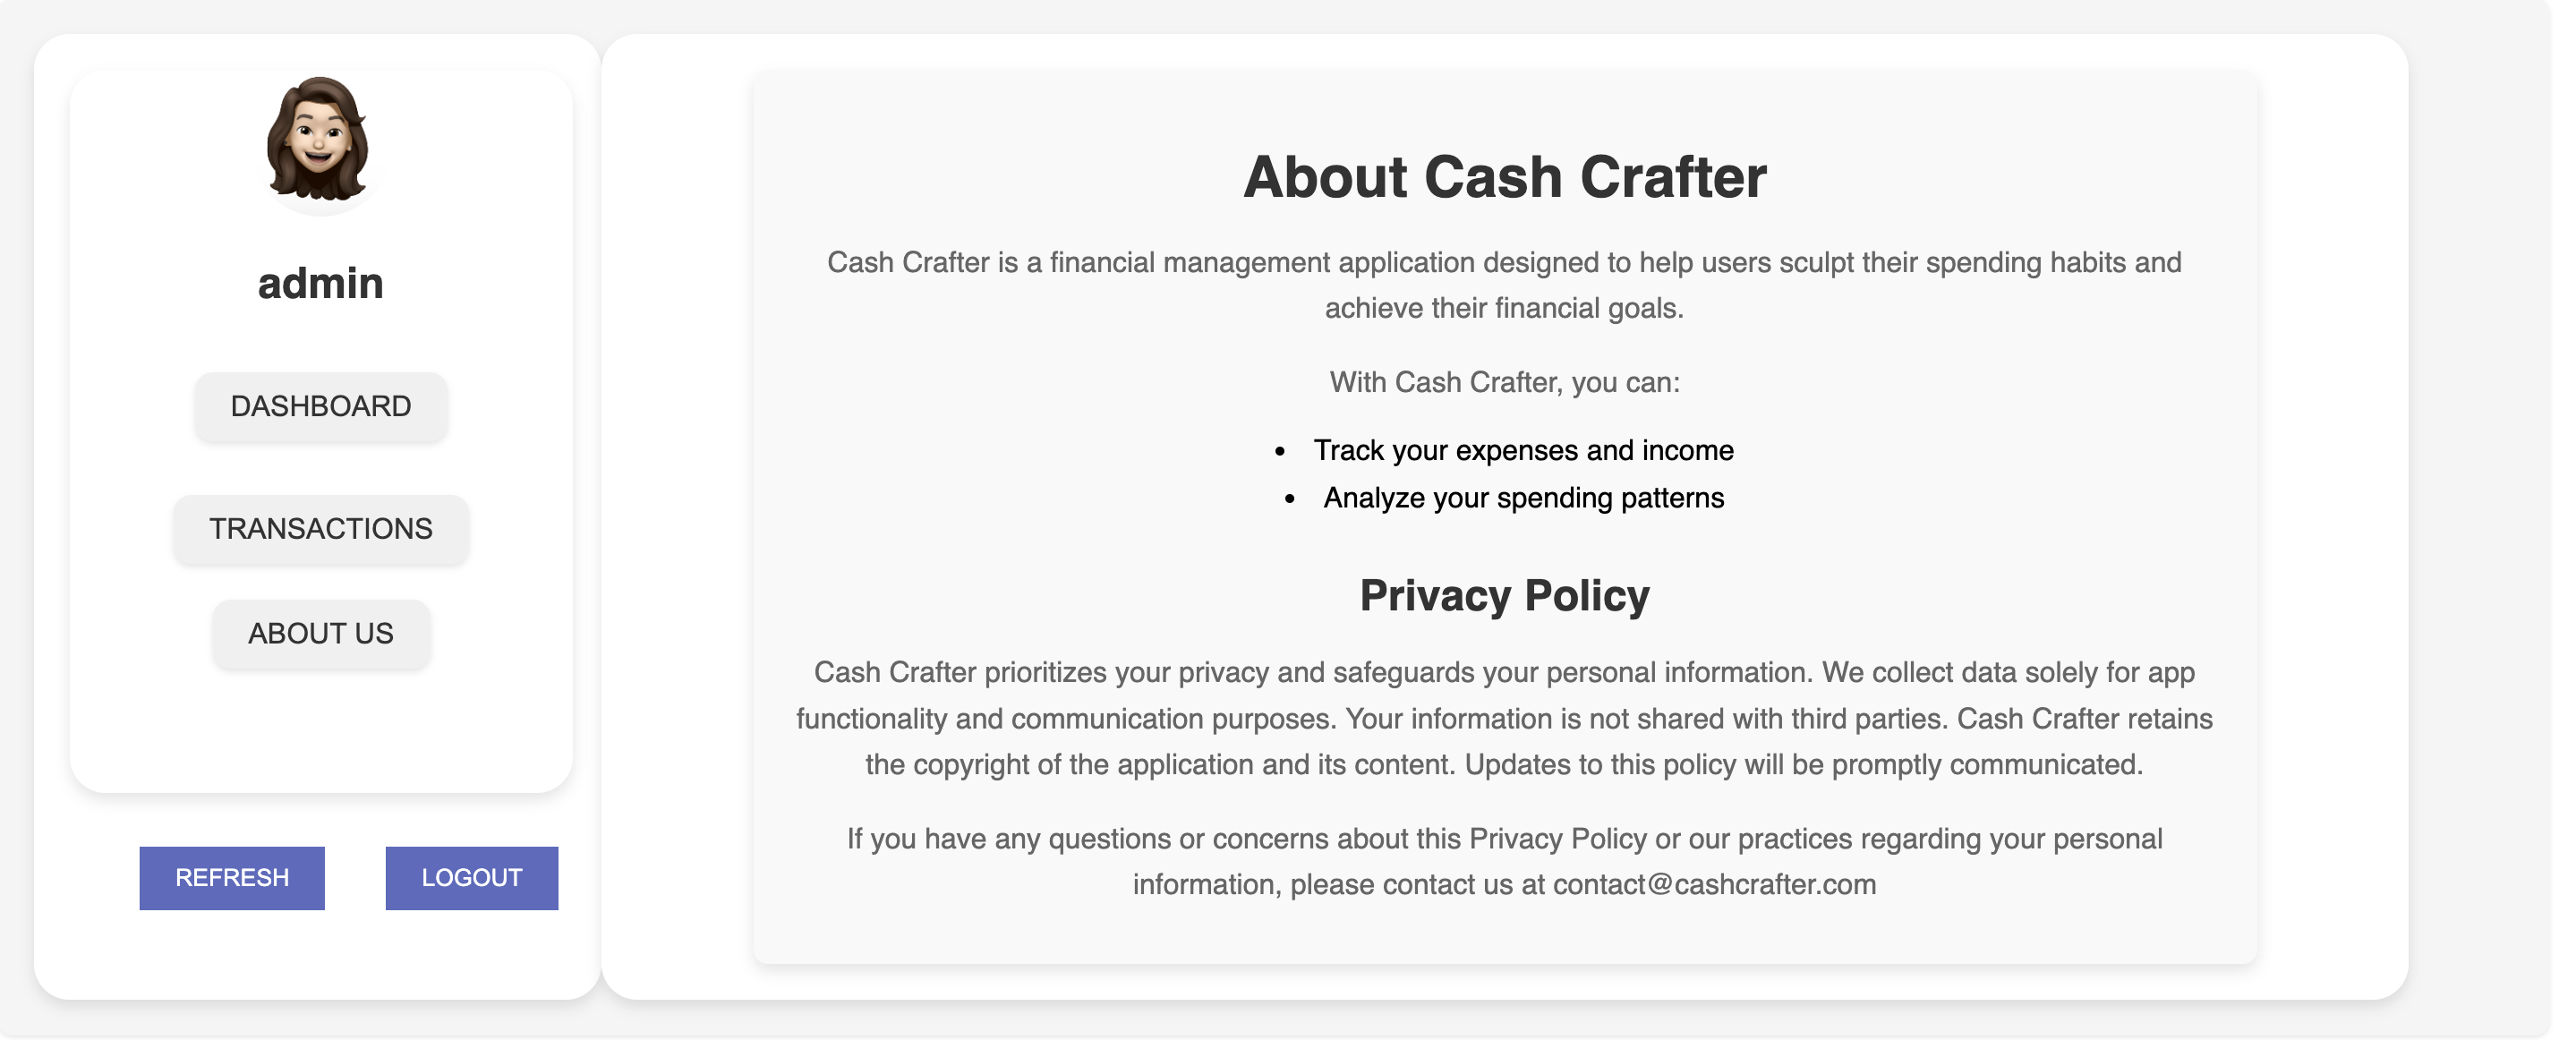 admin
DASHBOARD
TRANSACTIONS
ABOUT US
REFRESH
LOGOUT
About Cash Crafter
Cash Crafter is a financial management application designed to help users sculpt their spending habits and
achieve their financial goals.
With Cash Crafter, you can:
• Track your expenses and income
• Analyze your spending patterns
Privacy Policy
Cash Crafter prioritizes your privacy and safeguards your personal information. We collect data solely for app
functionality and communication purposes. Your information is not shared with third parties. Cash Crafter retains
the copyright of the application and its content. Updates to this policy will be promptly communicated.
If you have any questions or concerns about this Privacy Policy or our practices regarding your personal
information, please contact us at contact@cashcrafter.com